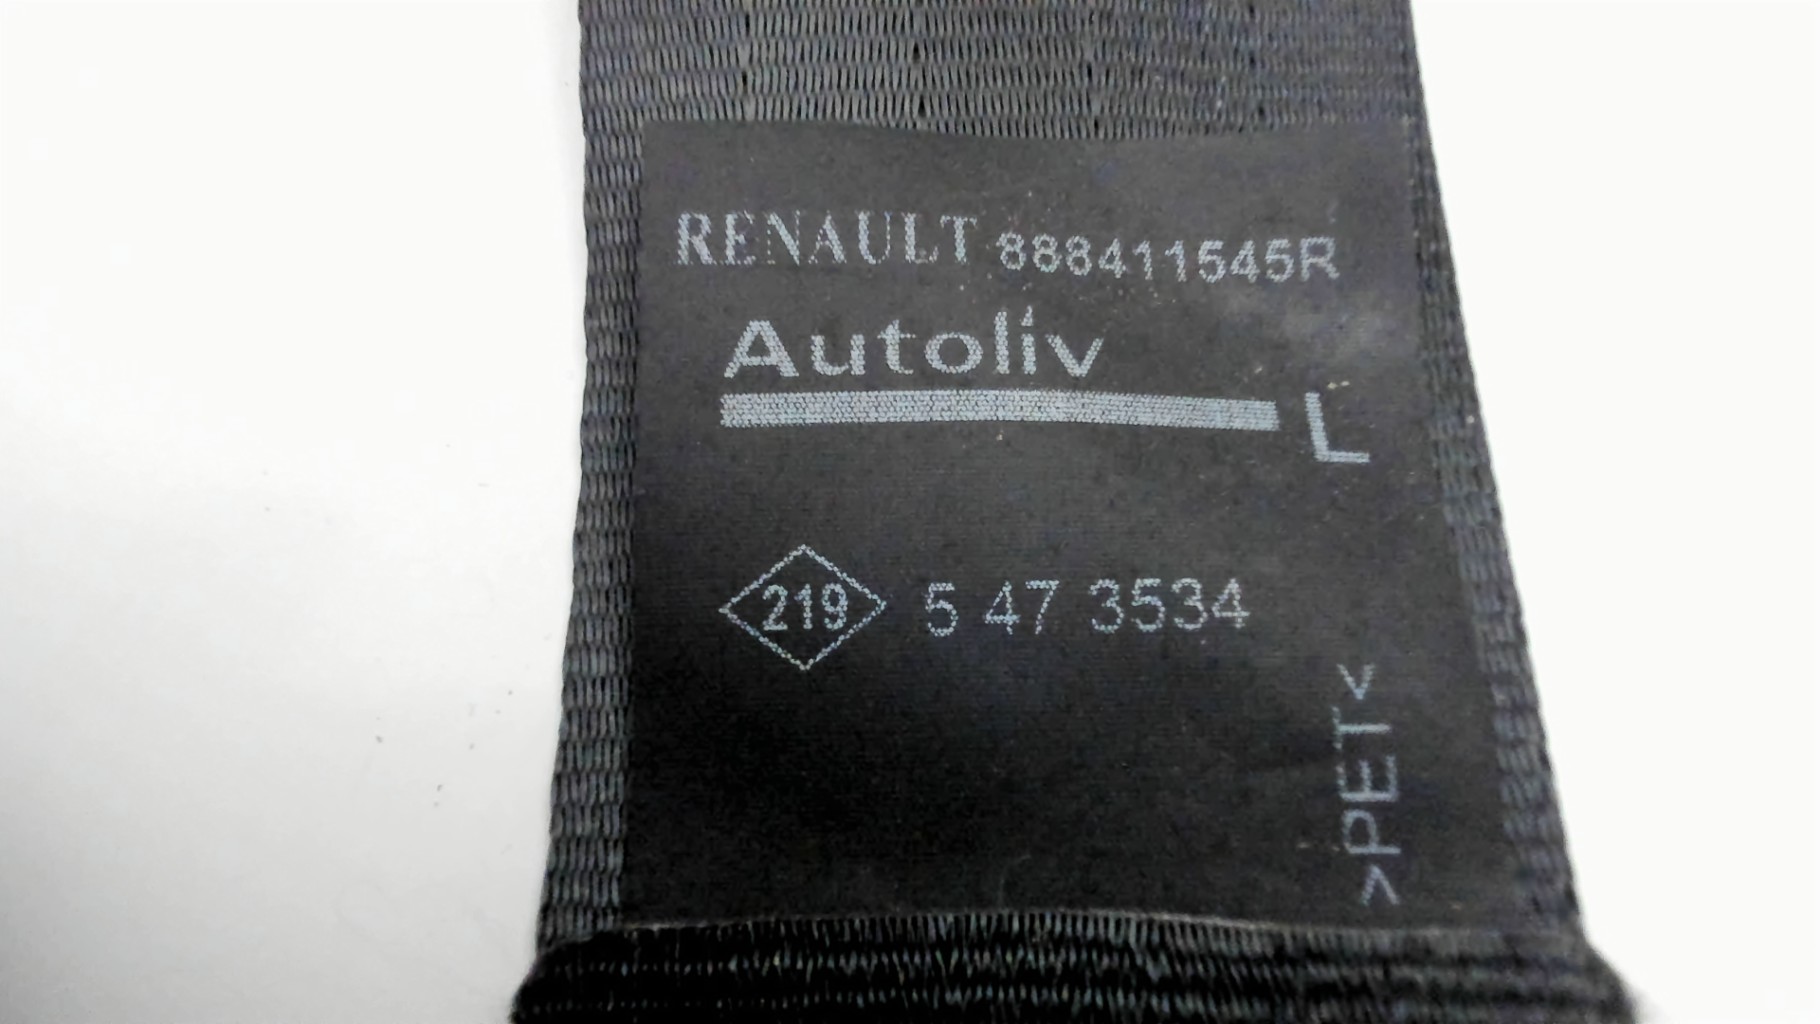 RENAULT 888411545R
Autoliv
L
219 5 47 3534
>PET<